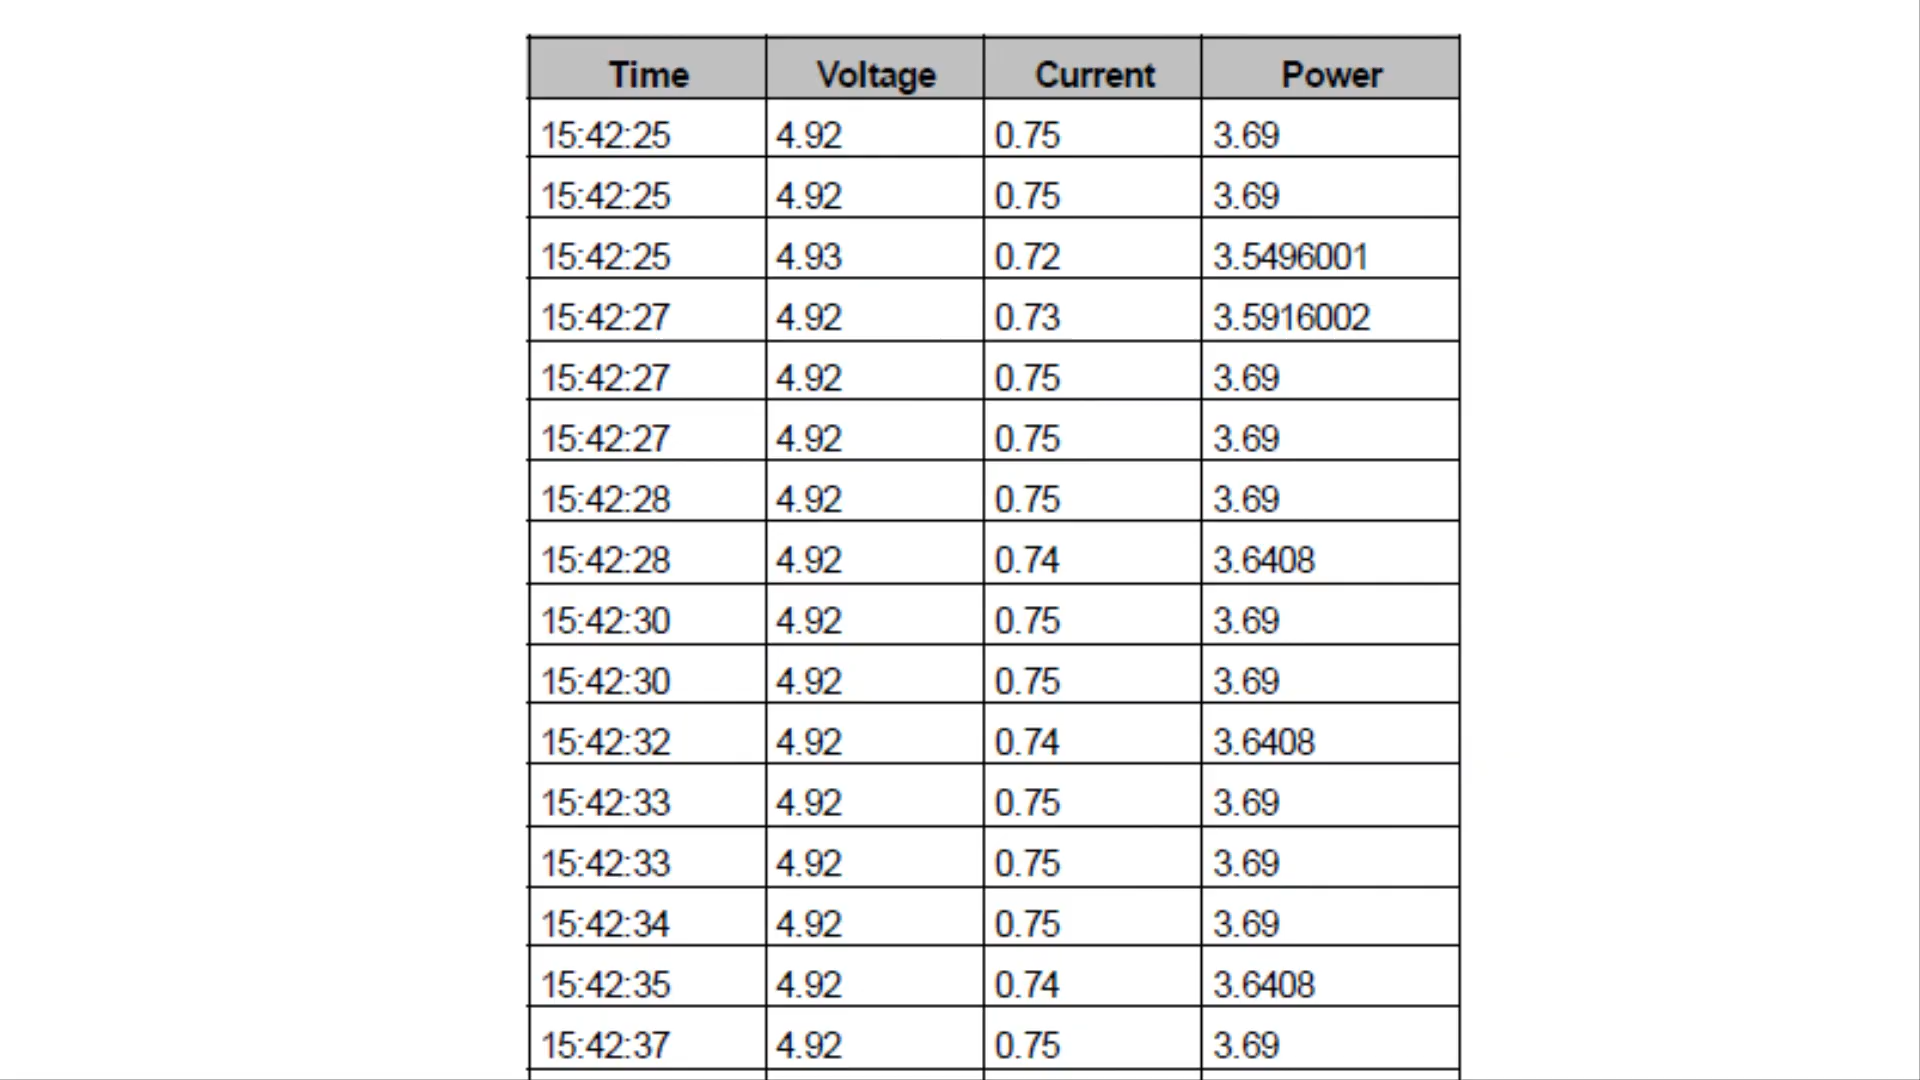 Time Voltage Current Power
15:42:25 4.92 0.75 3.69
15:42:25 4.92 0.75 3.69
15:42:25 4.93 0.72 3.5496001
15:42:27 4.92 0.73 3.5916002
15:42:27 4.92 0.75 3.69
15:42:27 4.92 0.75 3.69
15:42:28 4.92 0.75 3.69
15:42:28 4.92 0.74 3.6408
15:42:30 4.92 0.75 3.69
15:42:30 4.92 0.75 3.69
15:42:32 4.92 0.74 3.6408
15:42:33 4.92 0.75 3.69
15:42:33 4.92 0.75 3.69
15:42:34 4.92 0.75 3.69
15:42:35 4.92 0.74 3.6408
15:42:37 4.92 0.75 3.69